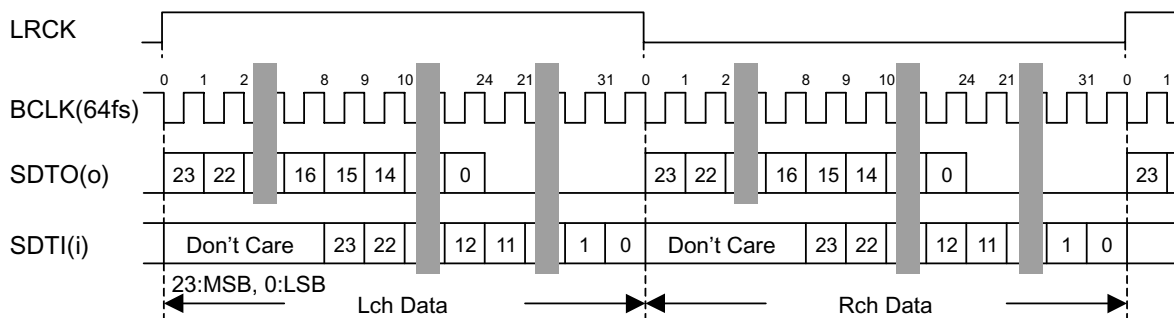 LRCK
0 1 2 8 9 10 24 21 31 0 1 2 8 9 10 24 21 31 0 1
BCLK(64fs)
SDTO(o) 23 22 16 15 14 0 23 22 16 15 14 0 23
SDTI(i) Don't Care 23 22 12 11 1 0 Don't Care 23 22 12 11 1 0
23:MSB, 0:LSB
Lch Data Rch Data